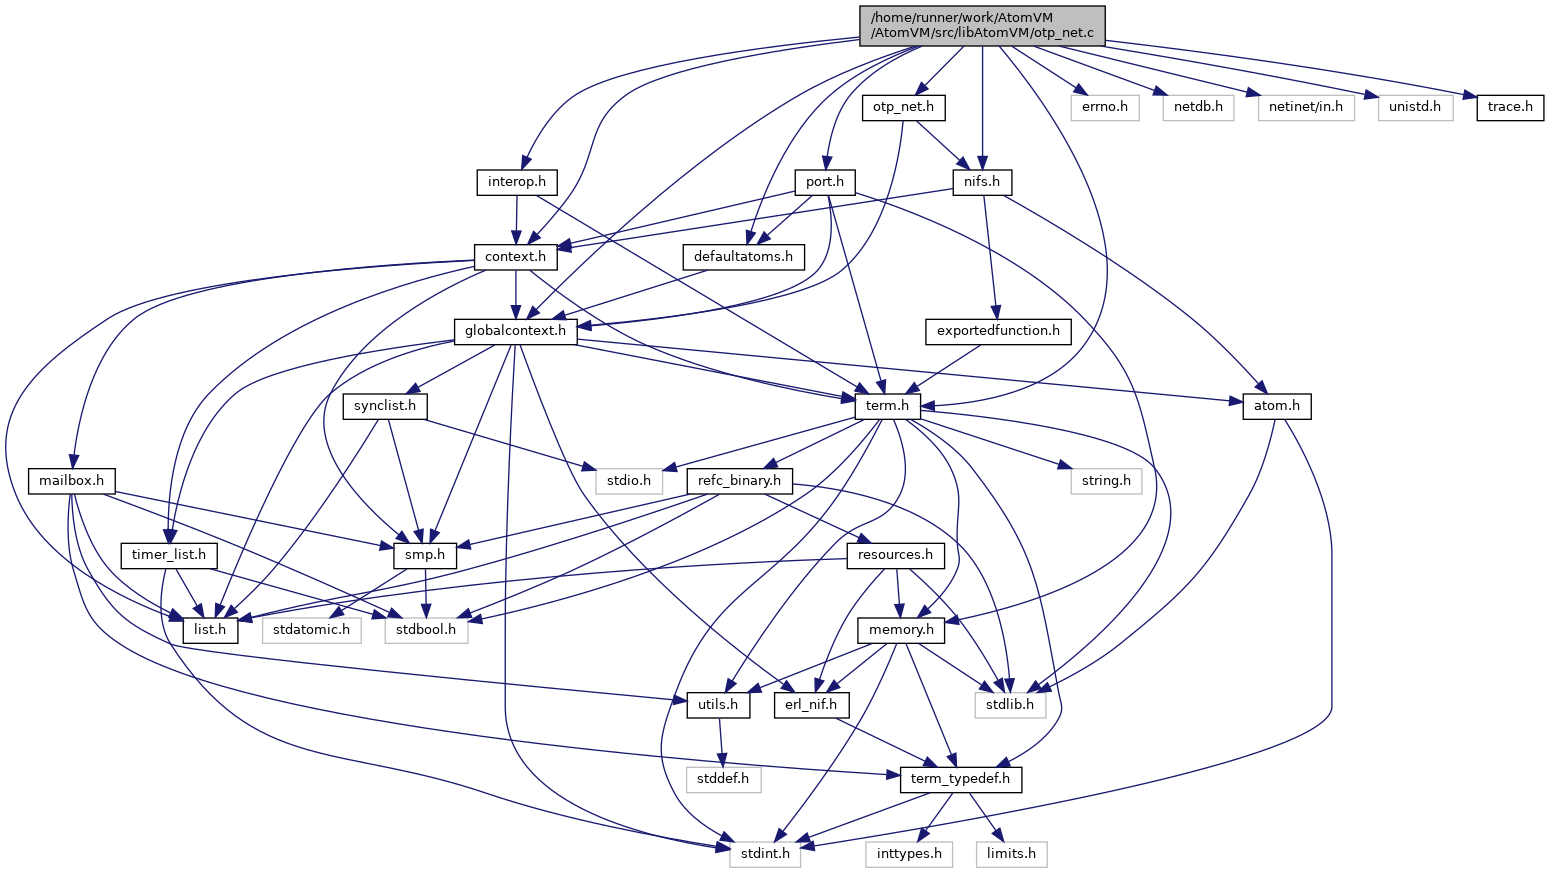 /home/runner/work/AtomVM
/AtomVM/src/libAtomVM/otp_net.c
otp_net.h
errno.h
netdb.h
netinet/in.h
unistd.h
trace.h
interop.h
port.h
nifs.h
context.h
defaultatoms.h
globalcontext.h
exportedfunction.h
synclist.h
term.h
atom.h
mailbox.h
stdio.h
refc_binary.h
string.h
timer_list.h
smp.h
resources.h
list.h
stdatomic.h
stdbool.h
memory.h
utils.h
erl_nif.h
stdlib.h
stddef.h
term_typedef.h
stdint.h
inttypes.h
limits.h